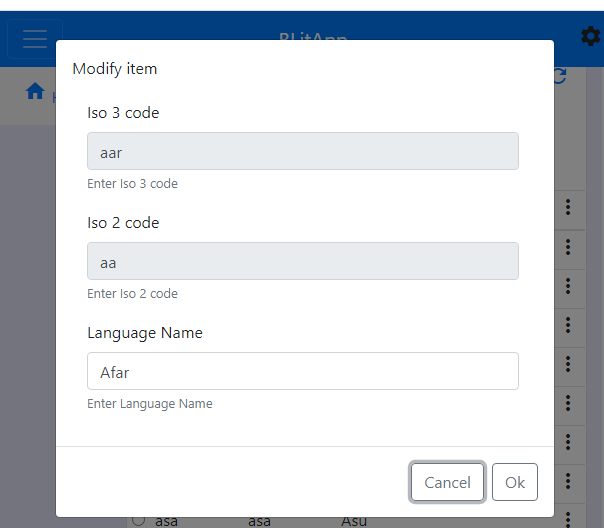 BLitApp
Modify item
Iso 3 code
aar
Enter Iso 3 code
Iso 2 code
aa
Enter Iso 2 code
Language Name
Afar
Enter Language Name
Cancel Ok
asa asa Asu